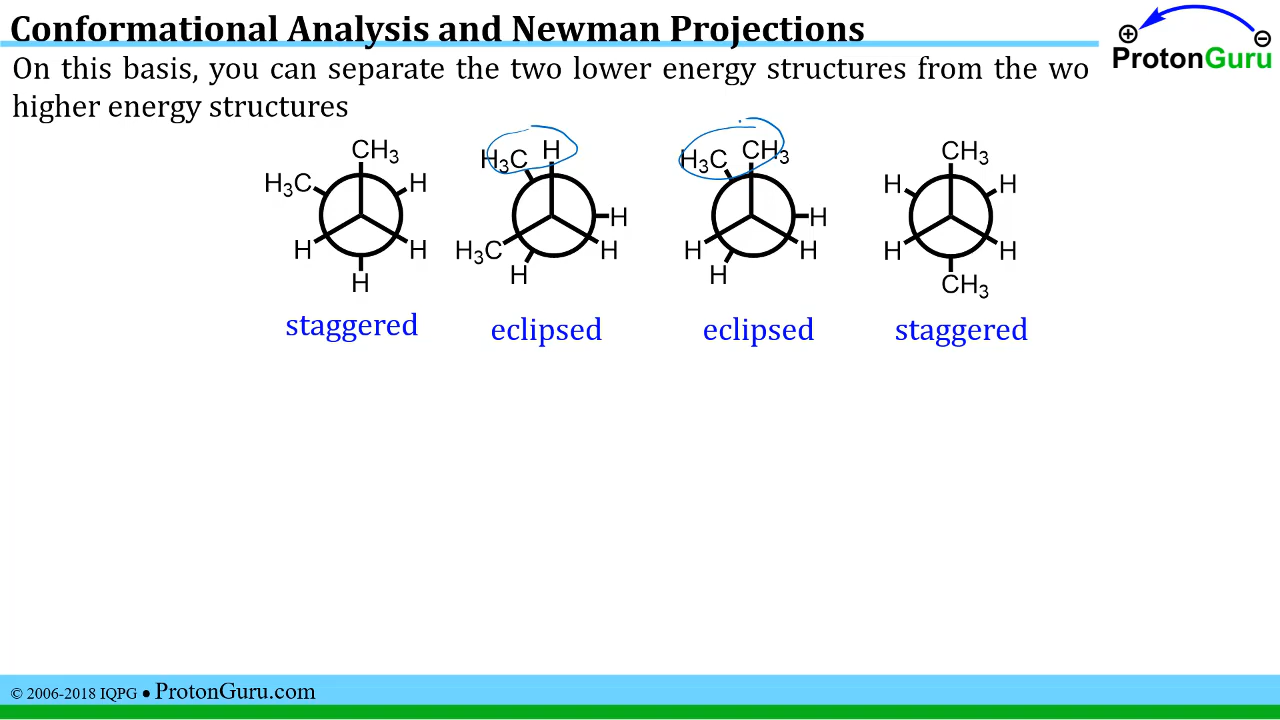 Conformational Analysis and Newman Projections
⊕ ⊖
ProtonGuru
On this basis, you can separate the two lower energy structures from the wo
higher energy structures
CH₃ H₃C H H H H
H₃C H H H H₃C H
H₃C CH₃ H H H H
CH₃ H H H H CH₃
staggered eclipsed eclipsed staggered
© 2006-2018 IQPG ● ProtonGuru.com